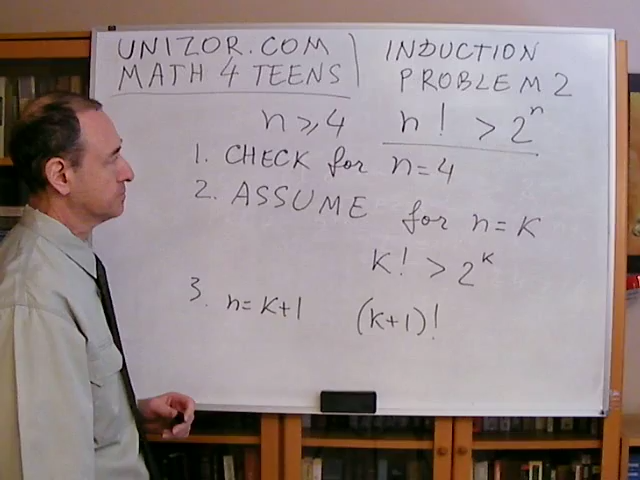 UNIZOR.COM
MATH 4 TEENS
INDUCTION
PROBLEM 2
n⩾4 n! > 2ⁿ
1. CHECK for n=4
2. ASSUME for n=K
K! > 2ᴷ
3. n=K+1 (K+1)!